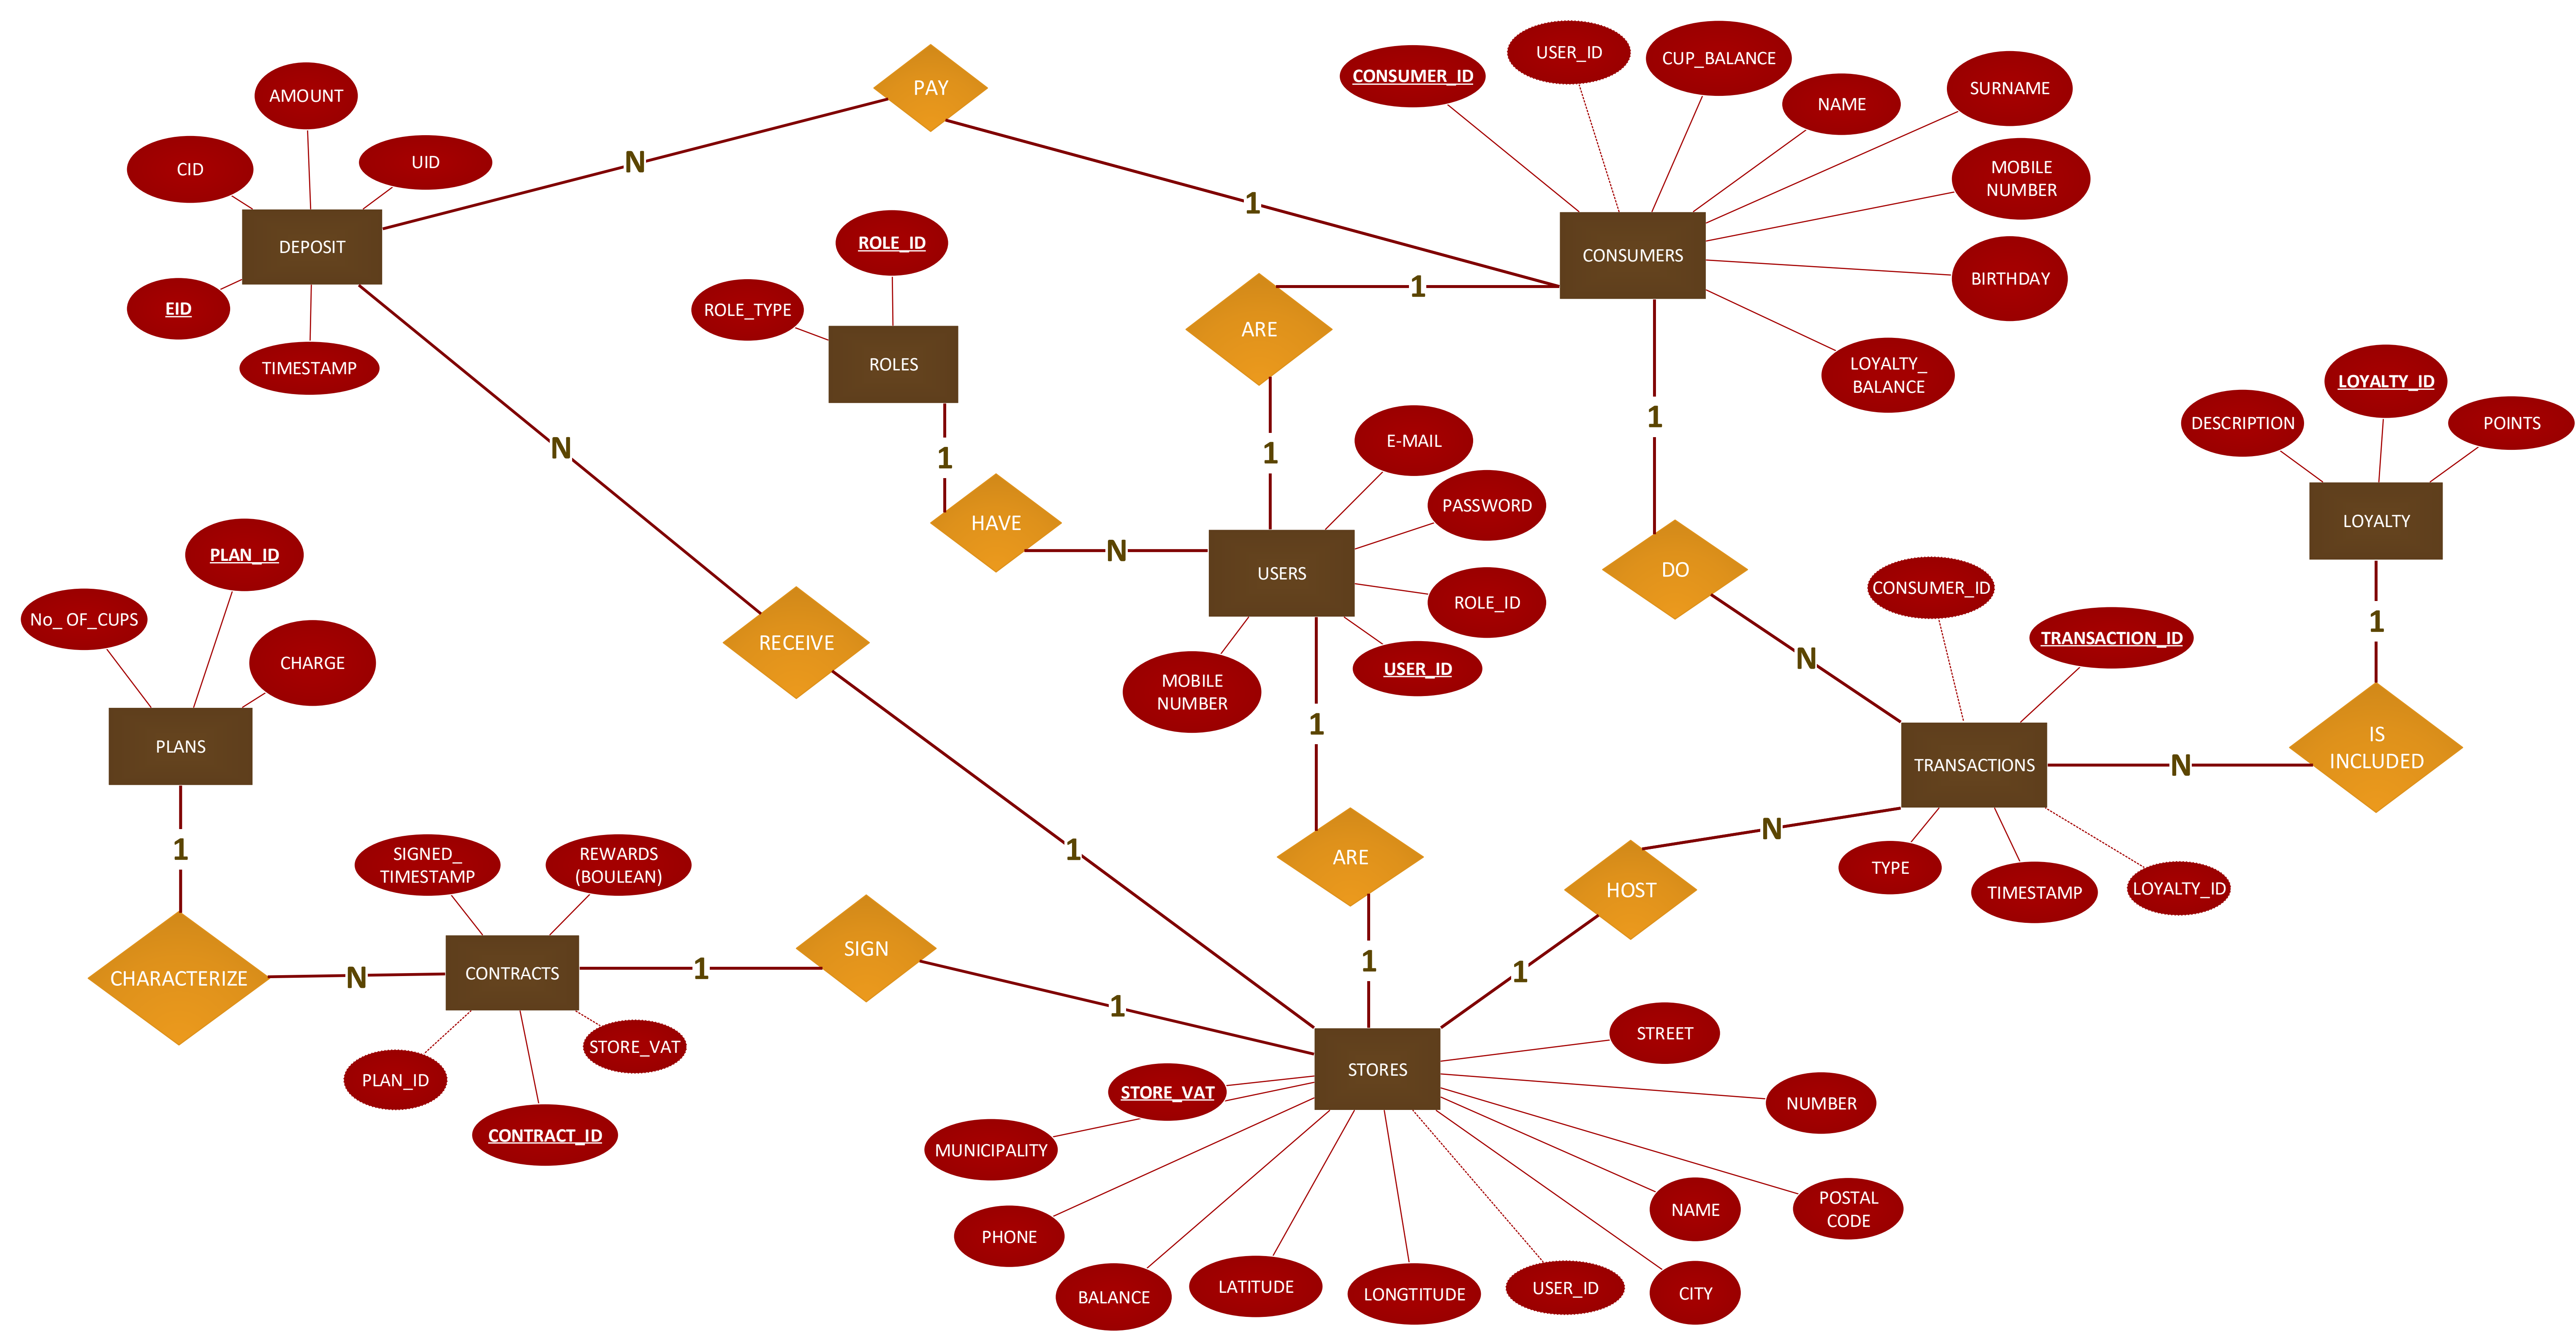 USER_ID
CUP_BALANCE
CONSUMER_ID
PAY
SURNAME
AMOUNT
NAME
CID
UID
N
MOBILE
NUMBER
1
ROLE_ID
DEPOSIT
CONSUMERS
BIRTHDAY
1
EID
ROLE_TYPE
ARE
TIMESTAMP
ROLES
LOYALTY_
BALANCE
LOYALTY_ID
1
DESCRIPTION
POINTS
N
1
1
E-MAIL
PASSWORD
HAVE
LOYALTY
PLAN_ID
N
USERS
DO
CONSUMER_ID
No_ OF_CUPS
ROLE_ID
1
RECEIVE
TRANSACTION_ID
CHARGE
N
USER_ID
MOBILE
NUMBER
1
PLANS
IS
INCLUDED
TRANSACTIONS
N
1
1
N
SIGNED_
TIMESTAMP
REWARDS
(BOULEAN)
ARE
TYPE
HOST
TIMESTAMP
LOYALTY_ID
SIGN
CHARACTERIZE
N
CONTRACTS
1
1
1
1
STREET
STORE_VAT
PLAN_ID
STORES
STORE_VAT
NUMBER
CONTRACT_ID
MUNICIPALITY
PHONE
NAME
POSTAL
CODE
BALANCE
LATITUDE
LONGTITUDE
USER_ID
CITY